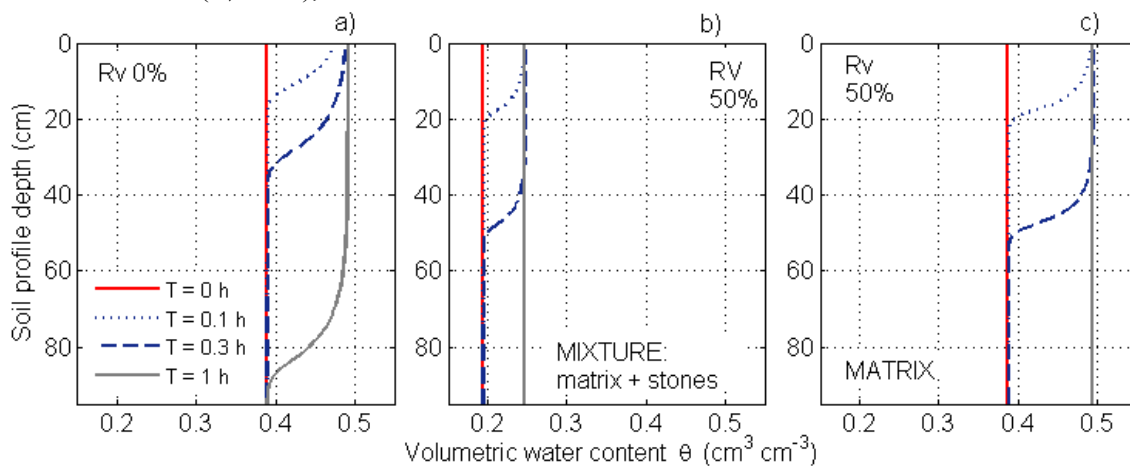 a)
b)
c)
0
20
40
60
80
Soil profile depth (cm)
Rv 0%
T = 0 h
T = 0.1 h
T = 0.3 h
T = 1 h
0.2 0.3 0.4 0.5
0
20
40
60
80
RV
50%
MIXTURE:
matrix + stones
0.2 0.3 0.4 0.5
0
20
40
60
80
Rv
50%
MATRIX
0.2 0.3 0.4 0.5
Volumetric water content θ (cm³ cm⁻³)